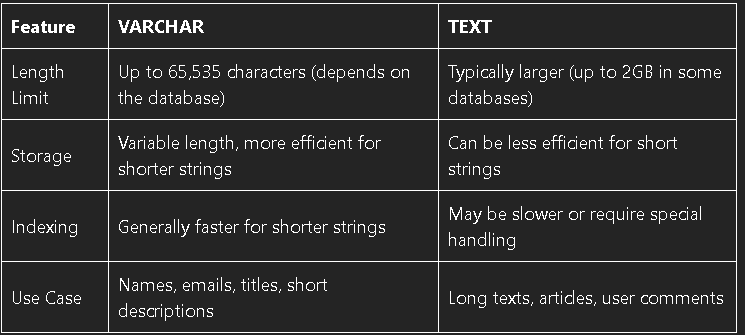 Feature VARCHAR TEXT
Length Limit Up to 65,535 characters (depends on the database) Typically larger (up to 2GB in some databases)
Storage Variable length, more efficient for shorter strings Can be less efficient for short strings
Indexing Generally faster for shorter strings May be slower or require special handling
Use Case Names, emails, titles, short descriptions Long texts, articles, user comments